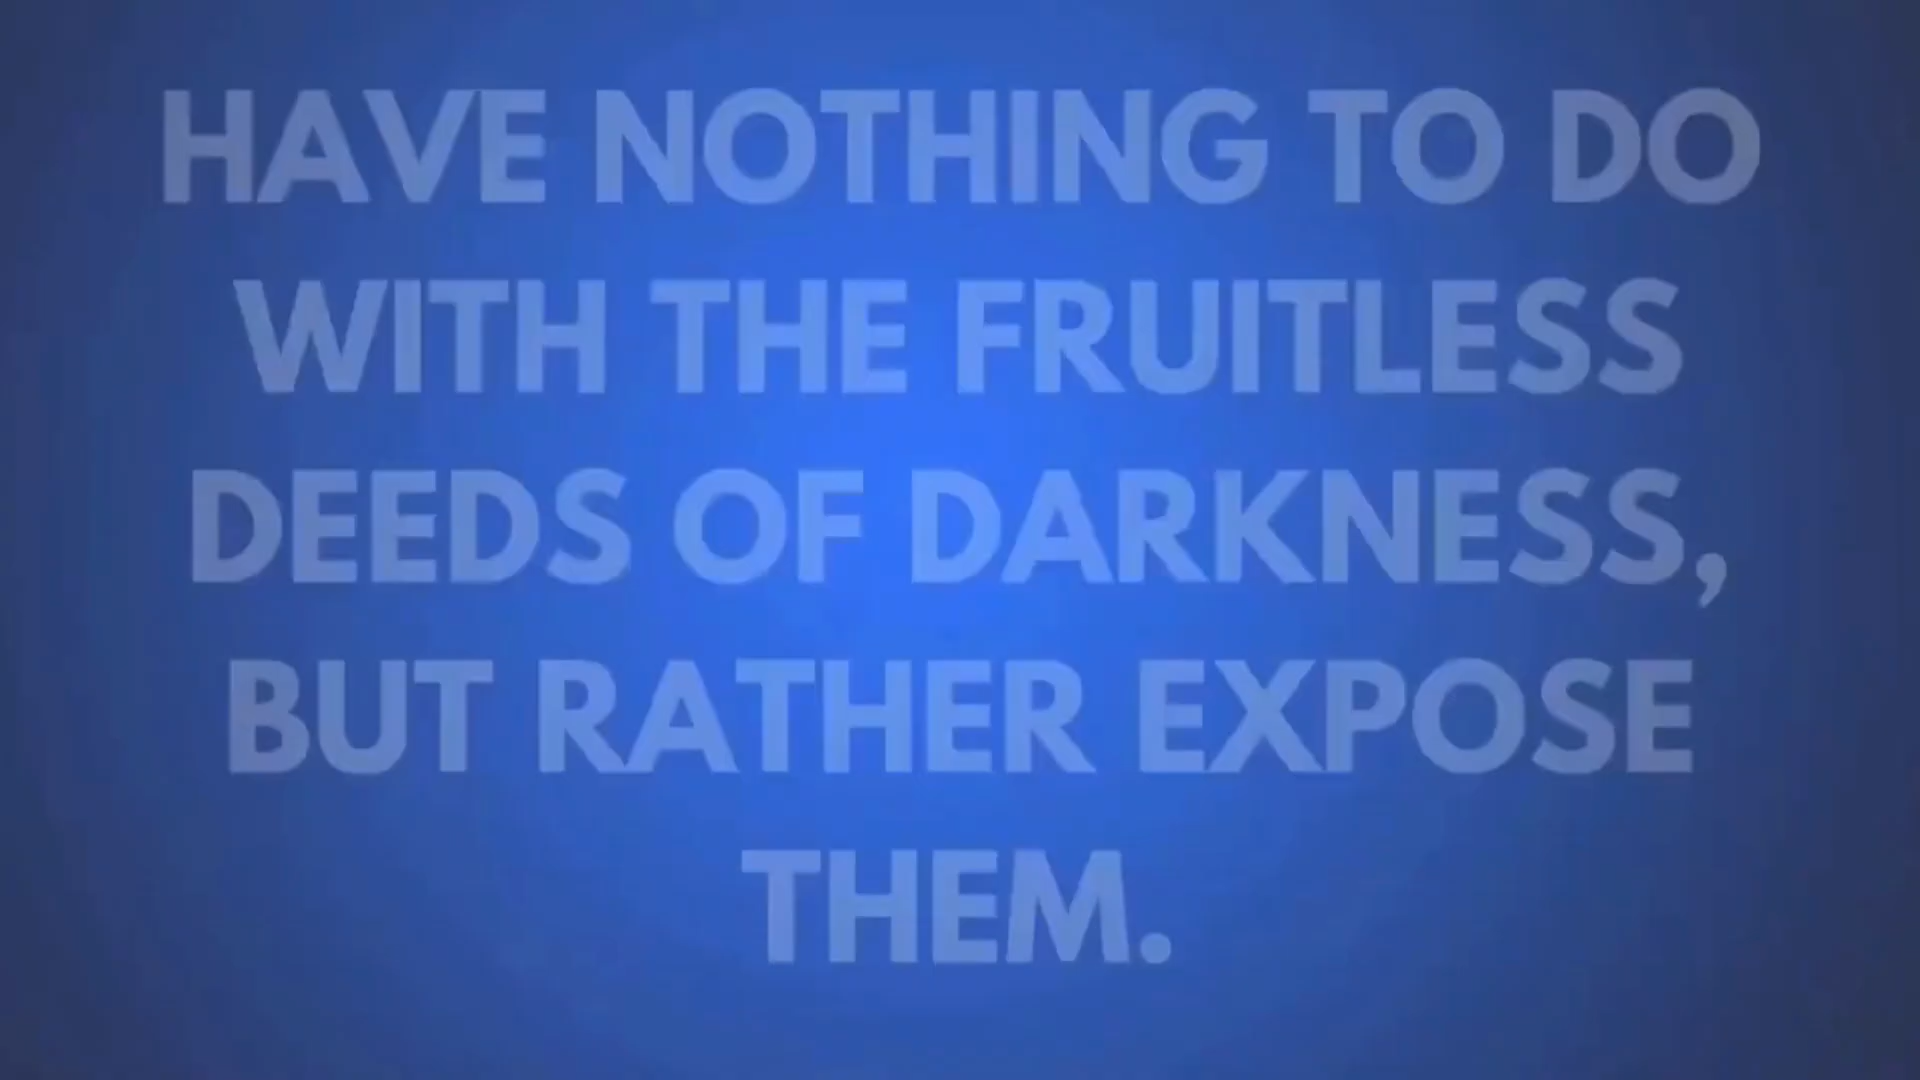 HAVE NOTHING TO DO
WITH THE FRUITLESS
DEEDS OF DARKNESS,
BUT RATHER EXPOSE
THEM.